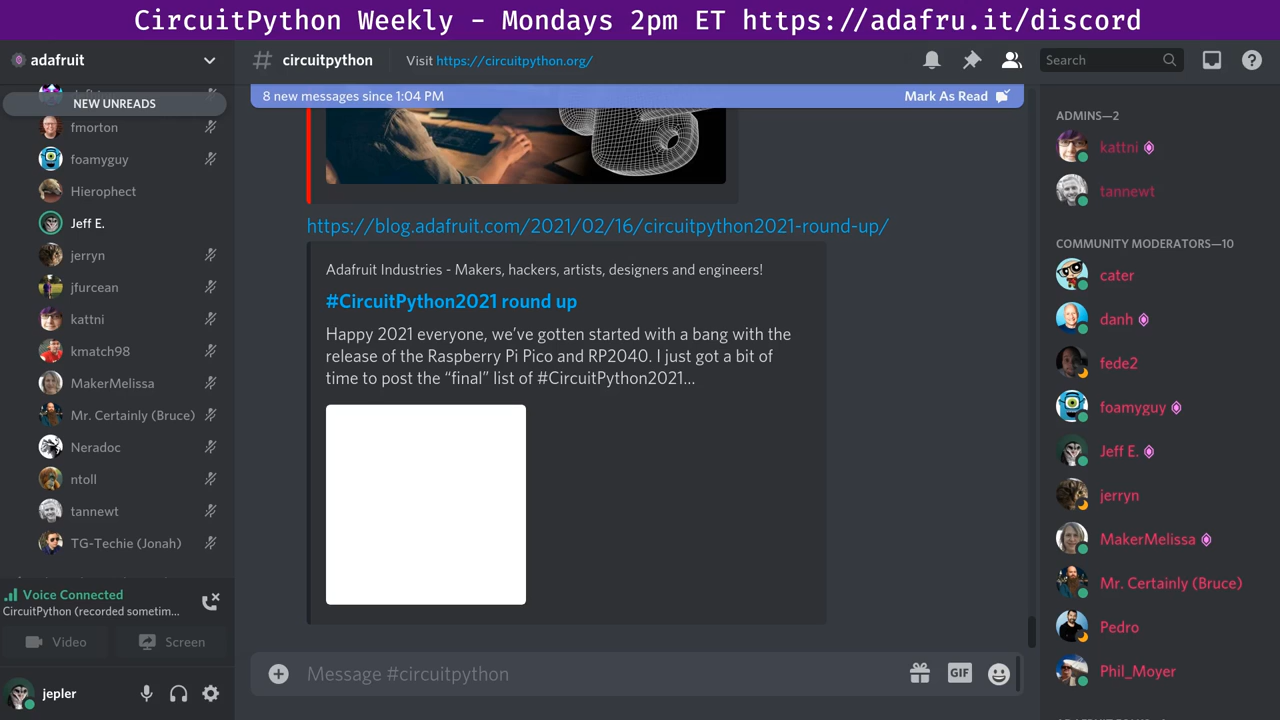 CircuitPython Weekly - Mondays 2pm ET https://adafru.it/discord
adafruit
NEW UNREADS
fmorton
foamyguy
Hierophect
Jeff E.
jerryn
jfurcean
kattni
kmatch98
MakerMelissa
Mr. Certainly (Bruce)
Neradoc
ntoll
tannewt
TG-Techie (Jonah)
Voice Connected
CircuitPython (recorded sometim...
Video
Screen
jepler
# circuitpython
Visit https://circuitpython.org/
Search
8 new messages since 1:04 PM
Mark As Read
https://blog.adafruit.com/2021/02/16/circuitpython2021-round-up/
Adafruit Industries - Makers, hackers, artists, designers and engineers!
#CircuitPython2021 round up
Happy 2021 everyone, we’ve gotten started with a bang with the
release of the Raspberry Pi Pico and RP2040. I just got a bit of
time to post the “final” list of #CircuitPython2021...
Message #circuitpython
GIF
ADMINS—2
kattni
tannewt
COMMUNITY MODERATORS—10
cater
danh
fede2
foamyguy
Jeff E.
jerryn
MakerMelissa
Mr. Certainly (Bruce)
Pedro
Phil_Moyer